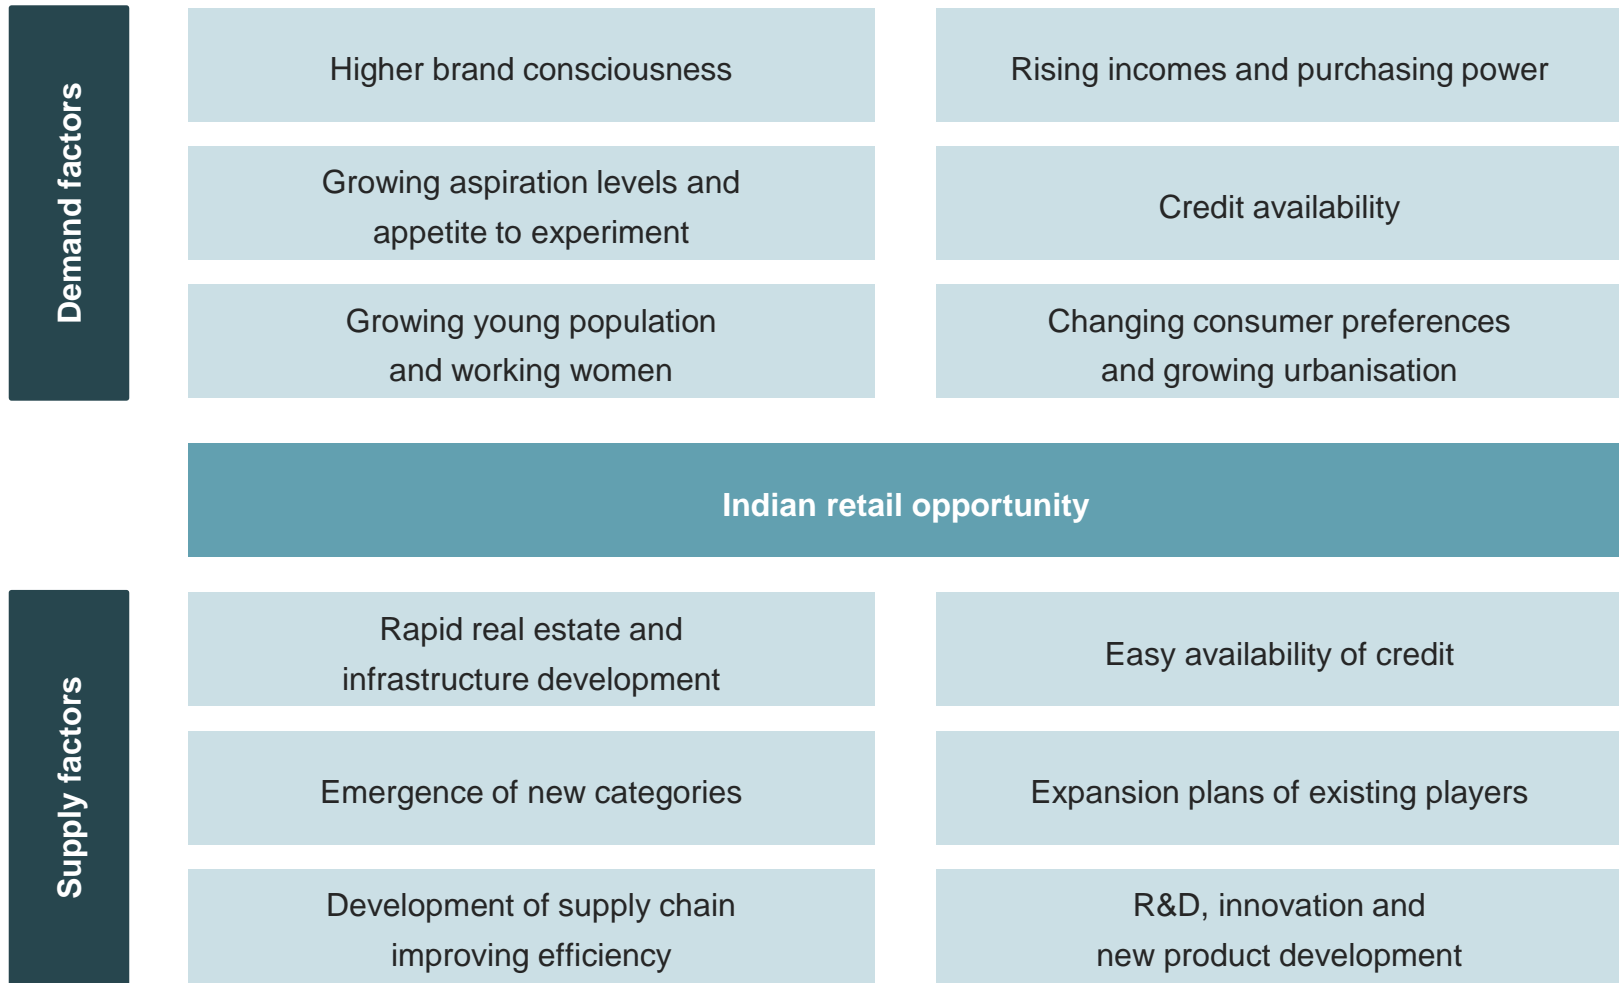 Demand factors
Higher brand consciousness
Rising incomes and purchasing power
Growing aspiration levels and
appetite to experiment
Credit availability
Growing young population
and working women
Changing consumer preferences
and growing urbanisation
Indian retail opportunity
Supply factors
Rapid real estate and
infrastructure development
Easy availability of credit
Emergence of new categories
Expansion plans of existing players
Development of supply chain
improving efficiency
R&D, innovation and
new product development